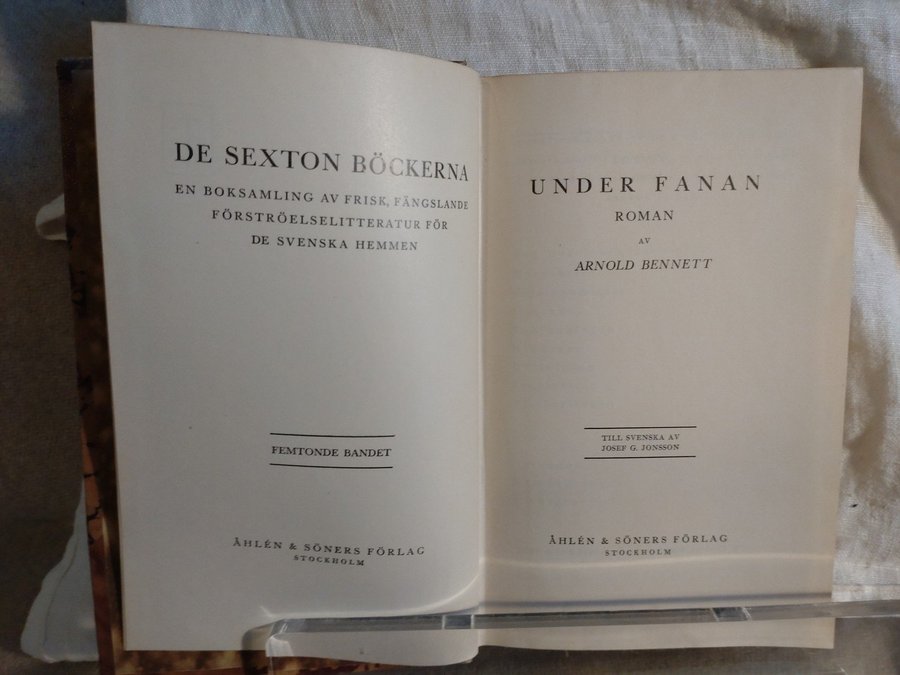 DE SEXTON BÖCKERNA
EN BOKSAMLING AV FRISK, FÄNGSLANDE
FÖRSTRÖELSELITTERATUR FÖR
DE SVENSKA HEMMEN
FEMTONDE BANDET
ÅHLÉN & SÖNERS FÖRLAG
STOCKHOLM
UNDER FANAN
ROMAN
AV
ARNOLD BENNETT
TILL SVENSKA AV
JOSEF G. JONSSON
ÅHLÉN & SÖNERS FÖRLAG
STOCKHOLM